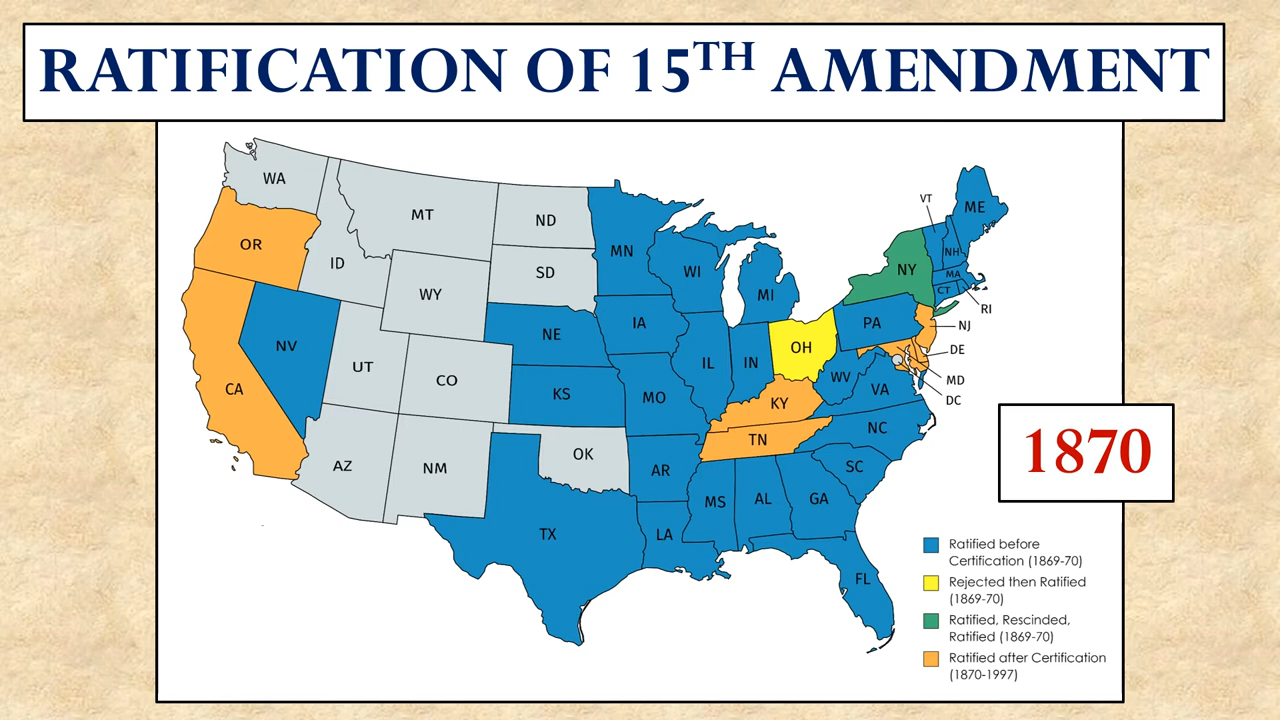 RATIFICATION OF 15TH AMENDMENT
WA
MT
ND
MN
VT
ME
OR
ID
SD
WI
MI
NY
NH
MA
CT
RI
WY
NE
IA
PA
NJ
NV
UT
CO
IL
IN
OH
DE
MD
DC
CA
KS
MO
KY
WV
VA
AZ
NM
OK
AR
TN
NC
SC
MS
AL
GA
TX
LA
FL
1870
Ratified before
Certification (1869-70)
Rejected then Ratified
(1869-70)
Ratified, Rescinded,
Ratified (1869-70)
Ratified after Certification
(1870-1997)